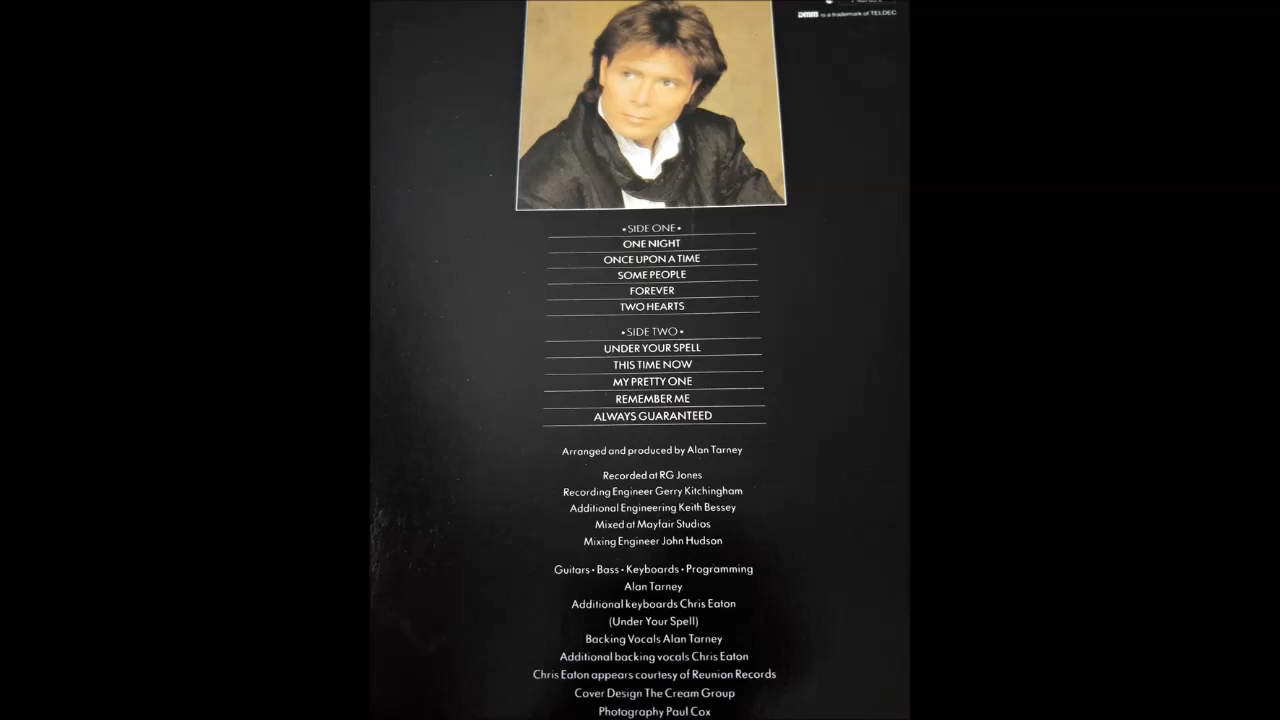 DMM is a trademark of TELDEC
•SIDE ONE•
ONE NIGHT
ONCE UPON A TIME
SOME PEOPLE
FOREVER
TWO HEARTS
•SIDE TWO•
UNDER YOUR SPELL
THIS TIME NOW
MY PRETTY ONE
REMEMBER ME
ALWAYS GUARANTEED
Arranged and produced by Alan Tarney
Recorded at RG Jones
Recording Engineer Gerry Kitchingham
Additional Engineering Keith Bessey
Mixed at Mayfair Studios
Mixing Engineer John Hudson
Guitars • Bass • Keyboards • Programming
Alan Tarney
Additional keyboards Chris Eaton
(Under Your Spell)
Backing Vocals Alan Tarney
Additional backing vocals Chris Eaton
Chris Eaton appears courtesy of Reunion Records
Cover Design The Cream Group
Photography Paul Cox